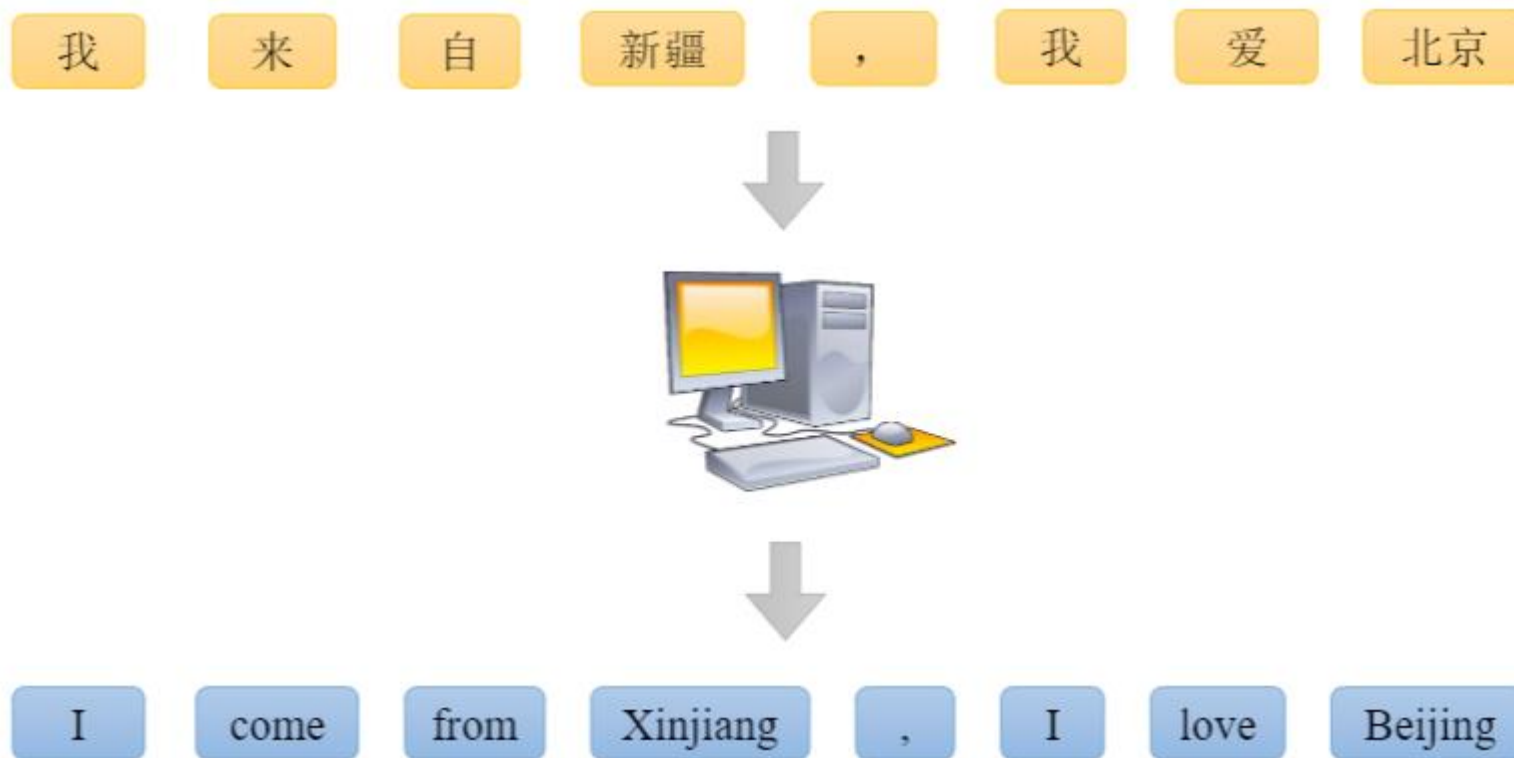 我 来 自 新疆 ， 我 爱 北京
I come from Xinjiang , I love Beijing